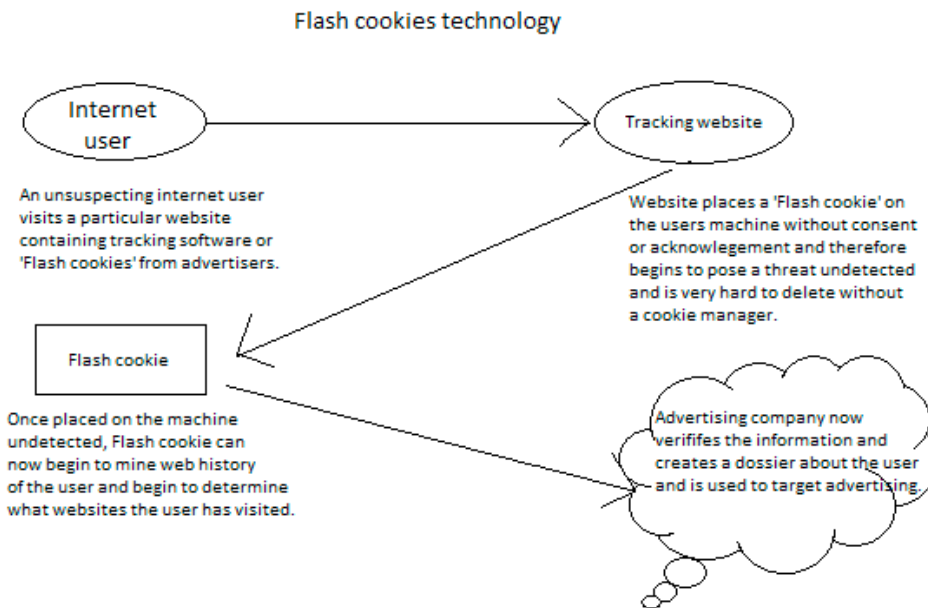 Flash cookies technology
Internet
user
Tracking website
An unsuspecting internet user
visits a particular website
containing tracking software or
'Flash cookies' from advertisers.
Website places a 'Flash cookie' on
the users machine without consent
or acknowlegement and therefore
begins to pose a threat undetected
and is very hard to delete without
a cookie manager.
Flash cookie
Once placed on the machine
undetected, Flash cookie can
now begin to mine web history
of the user and begin to determine
what websites the user has visited.
Advertising company now
verififes the information and
creates a dossier about the user
and is used to target advertising.